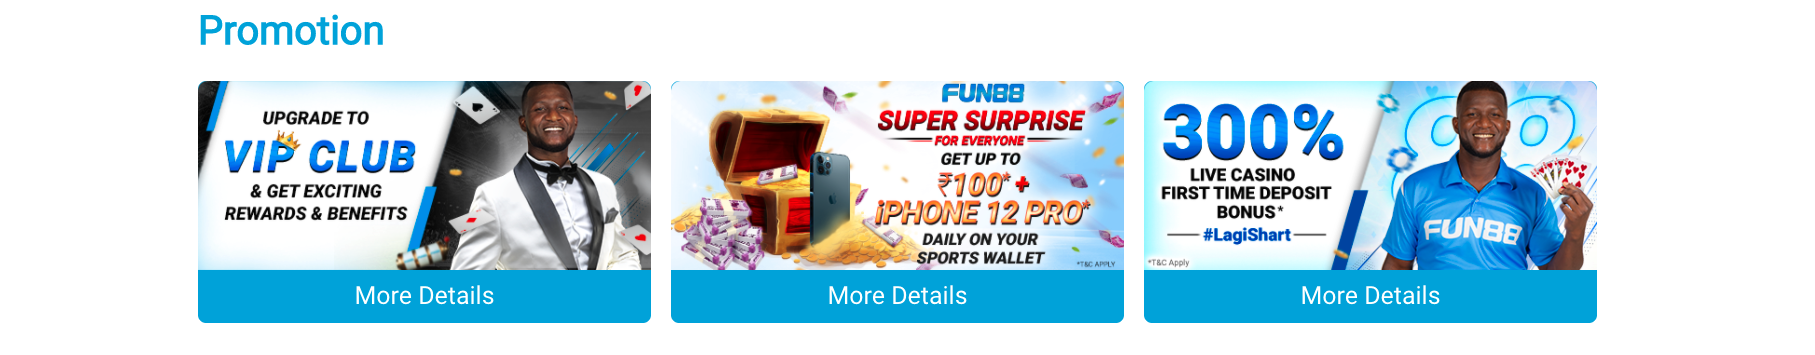 Promotion
UPGRADE TO
VIP CLUB
& GET EXCITING
REWARDS & BENEFITS
More Details
FUN88
SUPER SURPRISE
FOR EVERYONE
GET UP TO
₹100* +
iPHONE 12 PRO*
DAILY ON YOUR
SPORTS WALLET
*T&C APPLY
More Details
300%
LIVE CASINO
FIRST TIME DEPOSIT
BONUS*
#LagiShart
*T&C Apply
FUN88
More Details